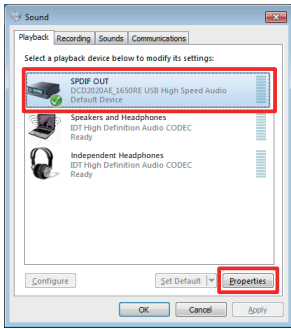 Sound
Playback Recording Sounds Communications
Select a playback device below to modify its settings:
SPDIF OUT
DCD2020AE_1650RE USB High Speed Audio
Default Device
Speakers and Headphones
IDT High Definition Audio CODEC
Ready
Independent Headphones
IDT High Definition Audio CODEC
Ready
Configure Set Default Properties
OK Cancel Apply